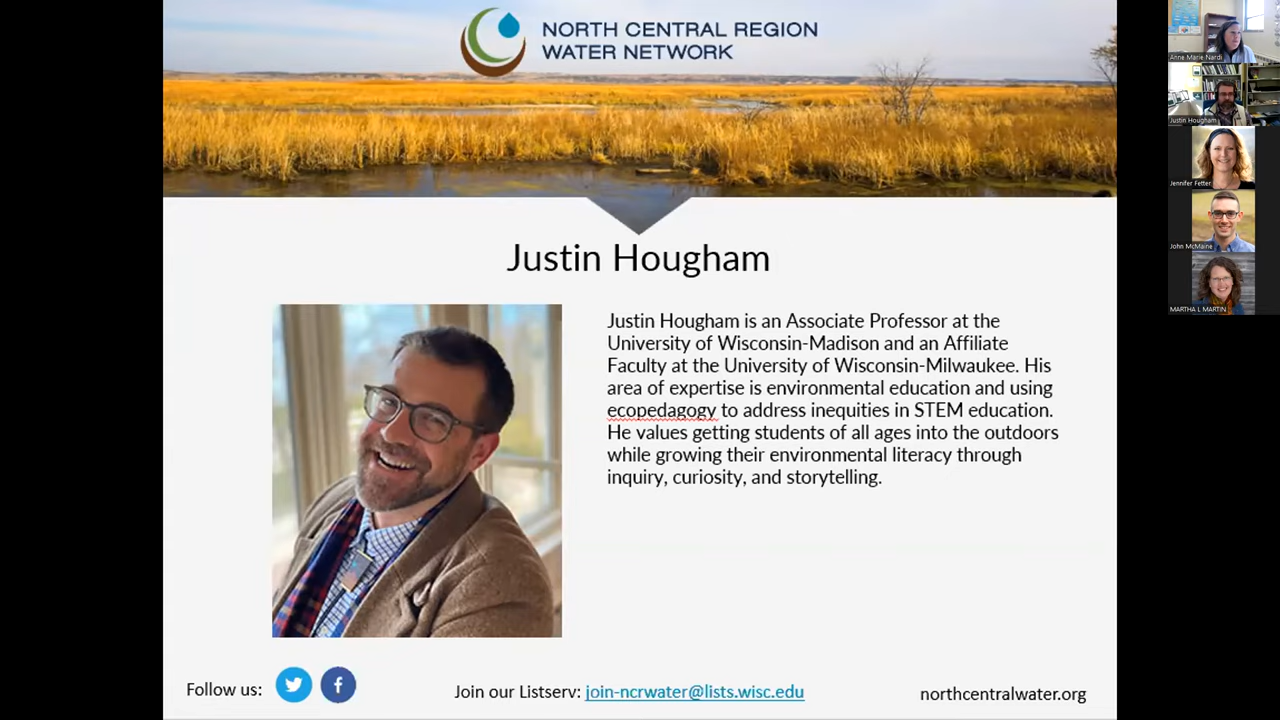 NORTH CENTRAL REGION
WATER NETWORK
Justin Hougham
Justin Hougham is an Associate Professor at the
University of Wisconsin-Madison and an Affiliate
Faculty at the University of Wisconsin-Milwaukee. His
area of expertise is environmental education and using
ecopedagogy to address inequities in STEM education.
He values getting students of all ages into the outdoors
while growing their environmental literacy through
inquiry, curiosity, and storytelling.
Follow us:
Join our Listserv: join-ncrwater@lists.wisc.edu
northcentralwater.org
Anne Marie Nardi
Justin Hougham
Jennifer Fetter
John McMaine
MARTHA L MARTIN